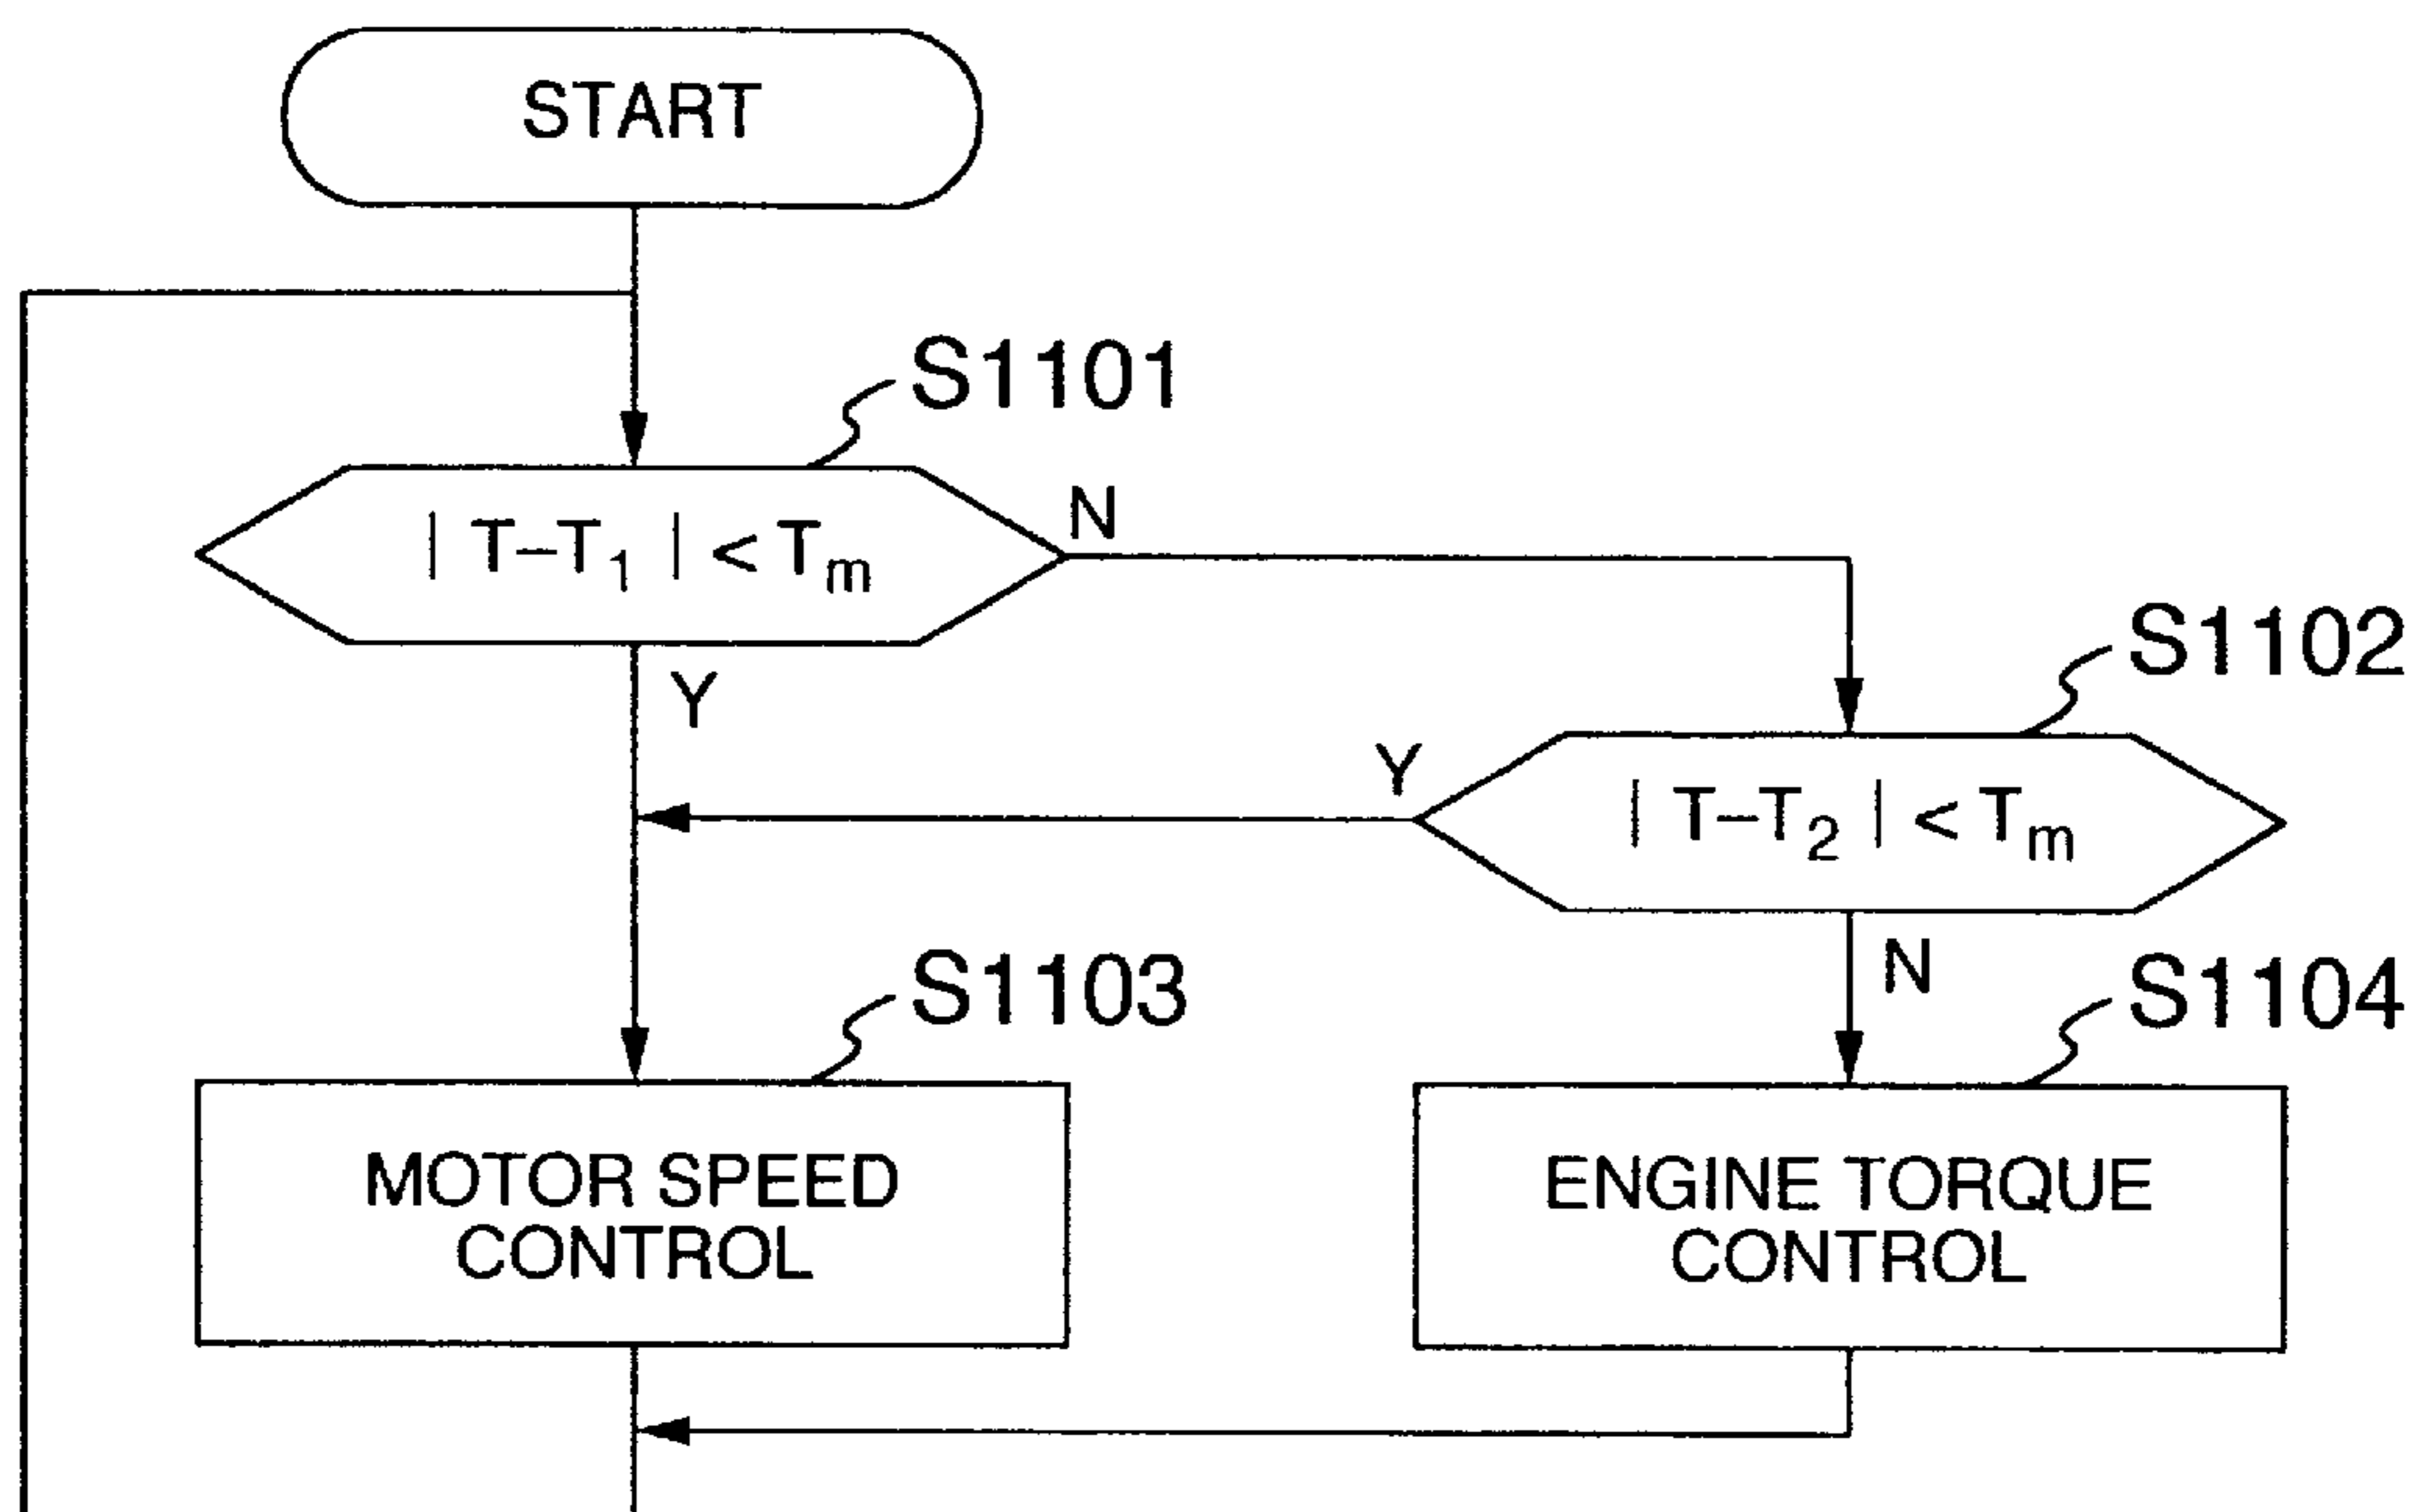 START
S1101
| T–T₁ | < Tₘ
N
Y
S1102
Y
| T–T₂ | < Tₘ
N
S1103
S1104
MOTOR SPEED
CONTROL
ENGINE TORQUE
CONTROL